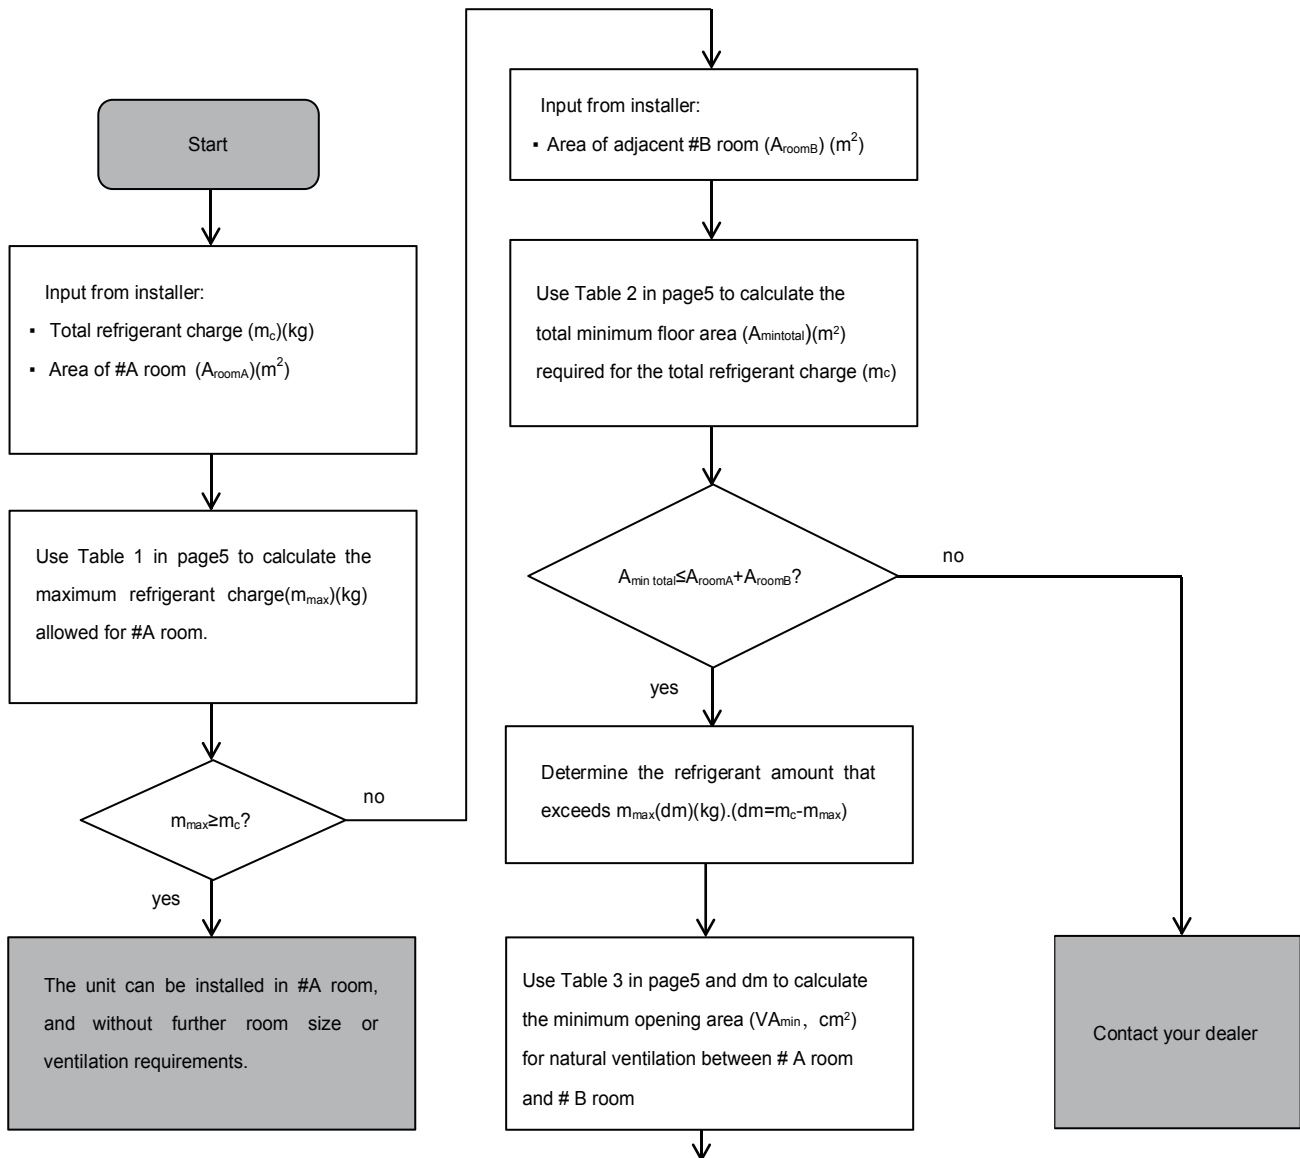 Start
Input from installer:
▪ Total refrigerant charge (mc)(kg)
▪ Area of #A room (AroomA)(m²)
Use Table 1 in page5 to calculate the
maximum refrigerant charge(mmax)(kg)
allowed for #A room.
mmax≥mc?
no
yes
The unit can be installed in #A room,
and without further room size or
ventilation requirements.
Input from installer:
▪ Area of adjacent #B room (AroomB) (m²)
Use Table 2 in page5 to calculate the
total minimum floor area (Amintotal)(m²)
required for the total refrigerant charge (mc)
Amin total≤AroomA+AroomB?
no
yes
Determine the refrigerant amount that
exceeds mmax(dm)(kg).(dm=mc-mmax)
Use Table 3 in page5 and dm to calculate
the minimum opening area (VAmin, cm²)
for natural ventilation between # A room
and # B room
Contact your dealer